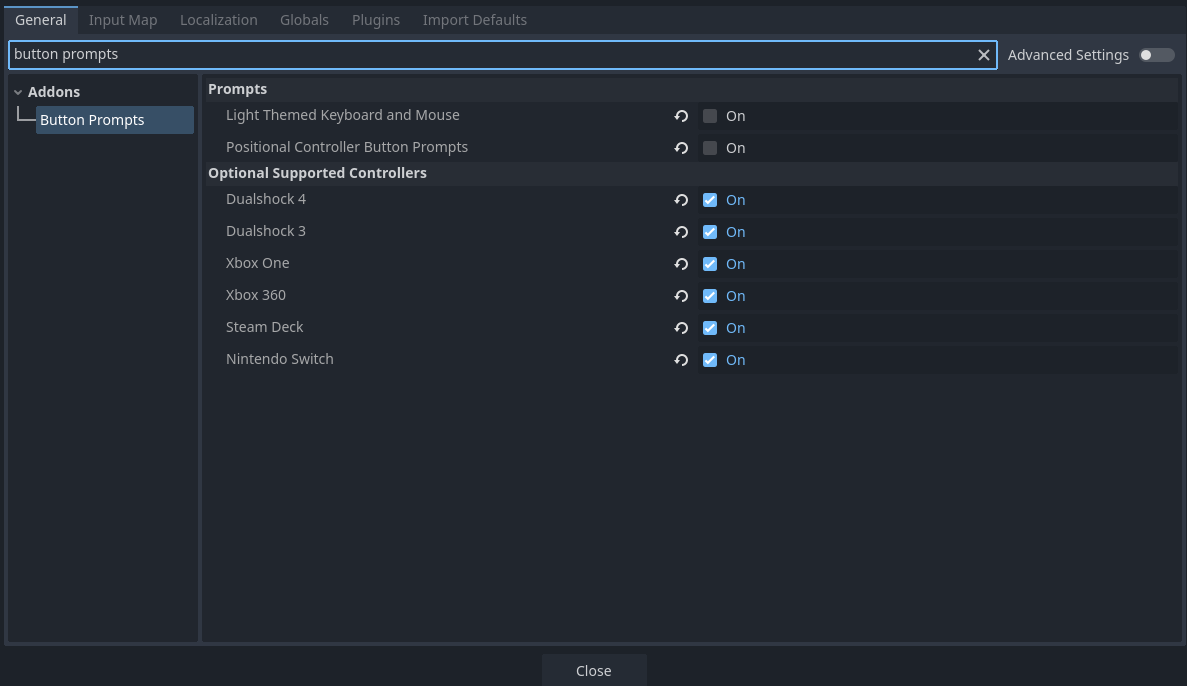 General Input Map Localization Globals Plugins Import Defaults
button prompts
Advanced Settings
Addons
Button Prompts
Prompts
Light Themed Keyboard and Mouse On
Positional Controller Button Prompts On
Optional Supported Controllers
Dualshock 4 On
Dualshock 3 On
Xbox One On
Xbox 360 On
Steam Deck On
Nintendo Switch On
Close